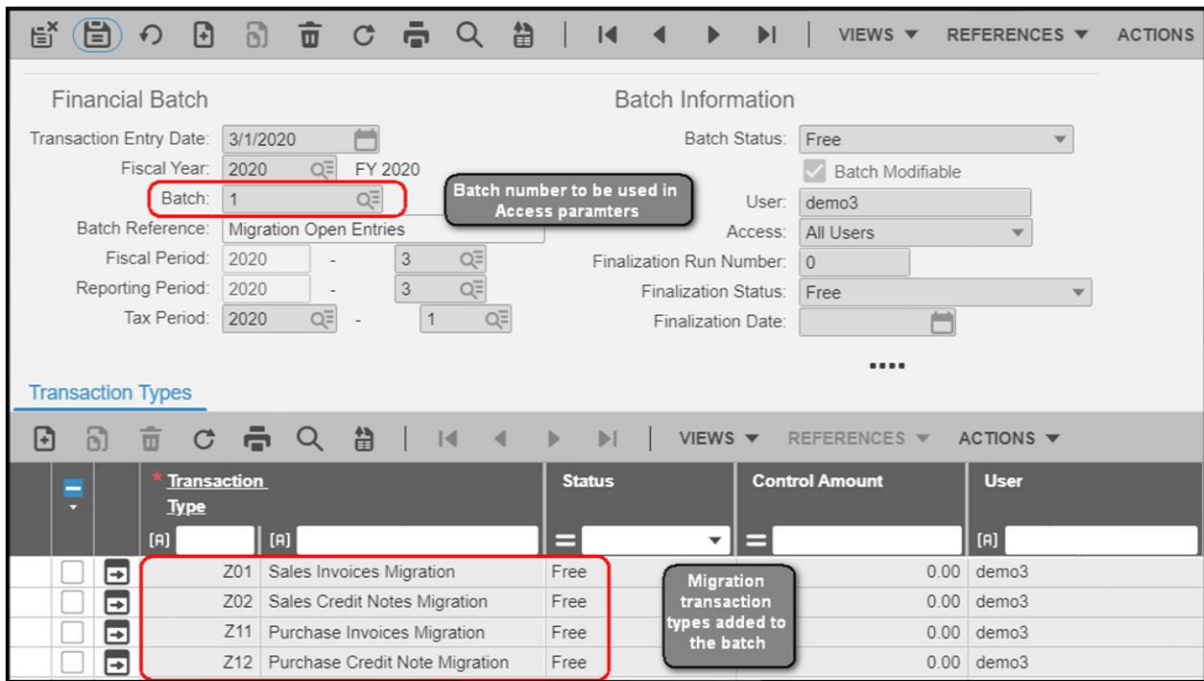 VIEWS REFERENCES ACTIONS
Financial Batch
Batch Information
Transaction Entry Date: 3/1/2020
Batch Status: Free
Fiscal Year: 2020 FY 2020
Batch Modifiable
Batch: 1
Batch number to be used in
Access paramters
User: demo3
Batch Reference: Migration Open Entries
Access: All Users
Fiscal Period: 2020 - 3
Finalization Run Number: 0
Reporting Period: 2020 - 3
Finalization Status: Free
Tax Period: 2020 - 1
Finalization Date:
Transaction Types
VIEWS REFERENCES ACTIONS
* Transaction
Type
Status
Control Amount
User
[A] [A] = = [A]
Z01 Sales Invoices Migration Free 0.00 demo3
Z02 Sales Credit Notes Migration Free 0.00 demo3
Z11 Purchase Invoices Migration Free 0.00 demo3
Z12 Purchase Credit Note Migration Free 0.00 demo3
Migration
transaction
types added to
the batch